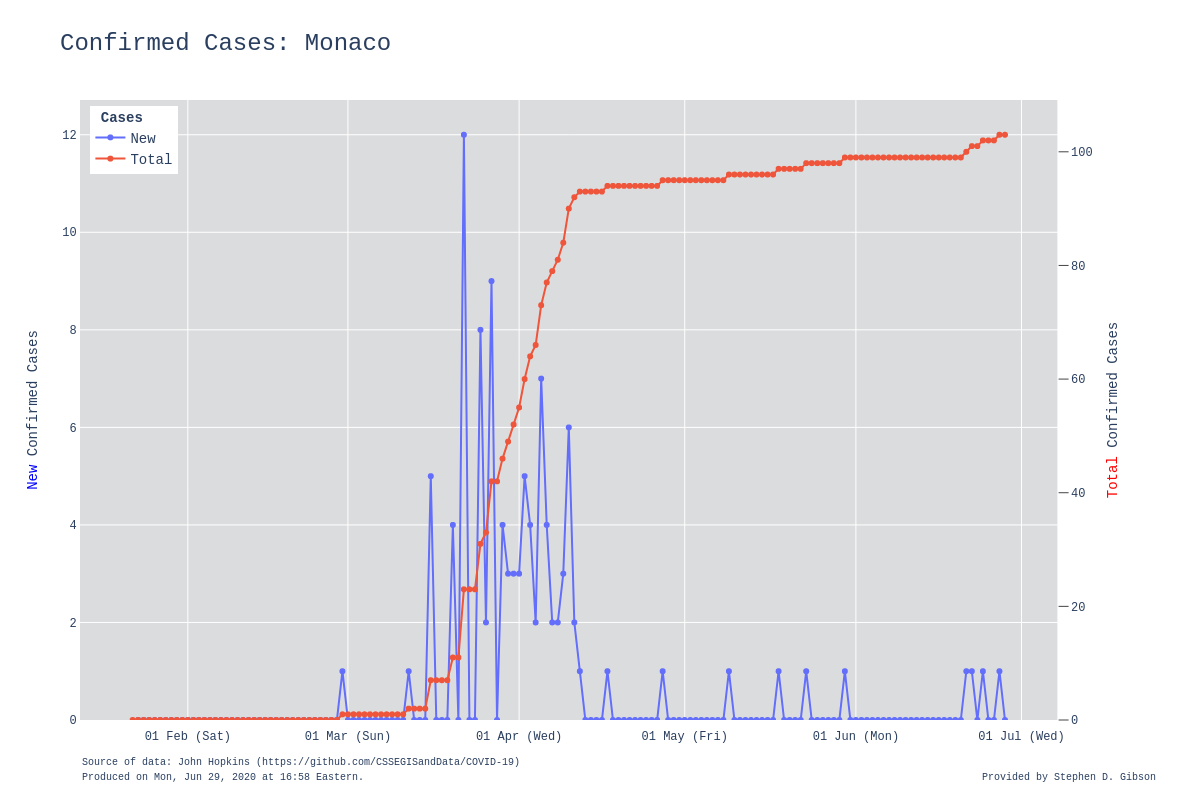 Confirmed Cases: Monaco
Cases
New
Total
12
10
8
6
4
2
0
100
80
60
40
20
0
New Confirmed Cases
Total Confirmed Cases
01 Feb (Sat)
01 Mar (Sun)
01 Apr (Wed)
01 May (Fri)
01 Jun (Mon)
01 Jul (Wed)
Source of data: John Hopkins (https://github.com/CSSEGISandData/COVID-19)
Produced on Mon, Jun 29, 2020 at 16:58 Eastern.
Provided by Stephen D. Gibson